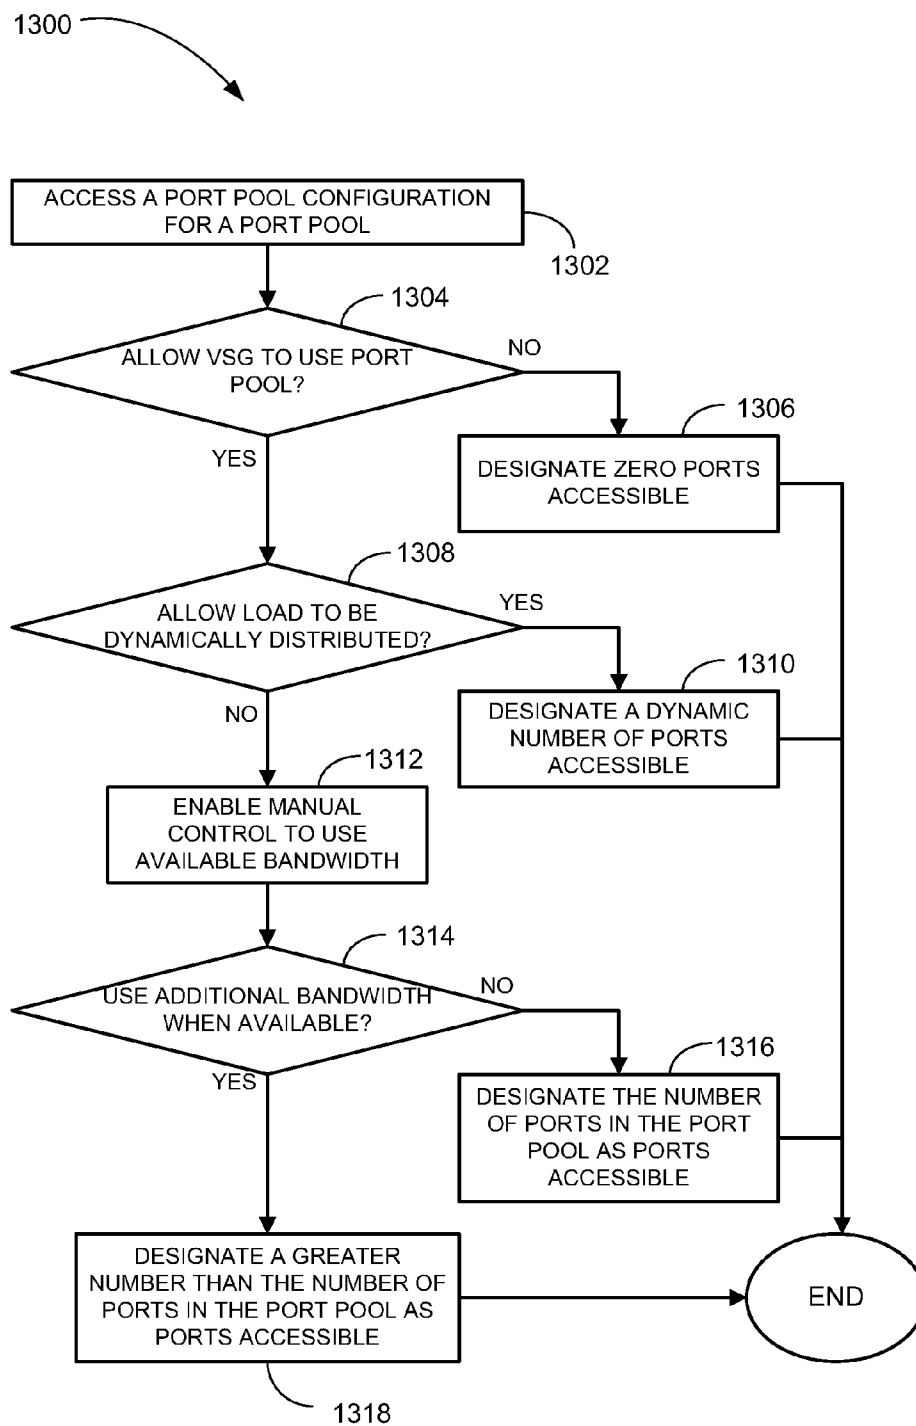 1300
ACCESS A PORT POOL CONFIGURATION
FOR A PORT POOL
1302
1304
ALLOW VSG TO USE PORT
POOL?
NO
YES
1306
DESIGNATE ZERO PORTS
ACCESSIBLE
1308
ALLOW LOAD TO BE
DYNAMICALLY DISTRIBUTED?
YES
NO
1310
DESIGNATE A DYNAMIC
NUMBER OF PORTS
ACCESSIBLE
1312
ENABLE MANUAL
CONTROL TO USE
AVAILABLE BANDWIDTH
1314
USE ADDITIONAL BANDWIDTH
WHEN AVAILABLE?
NO
YES
1316
DESIGNATE THE NUMBER
OF PORTS IN THE PORT
POOL AS PORTS
ACCESSIBLE
DESIGNATE A GREATER
NUMBER THAN THE NUMBER OF
PORTS IN THE PORT POOL AS
PORTS ACCESSIBLE
END
1318